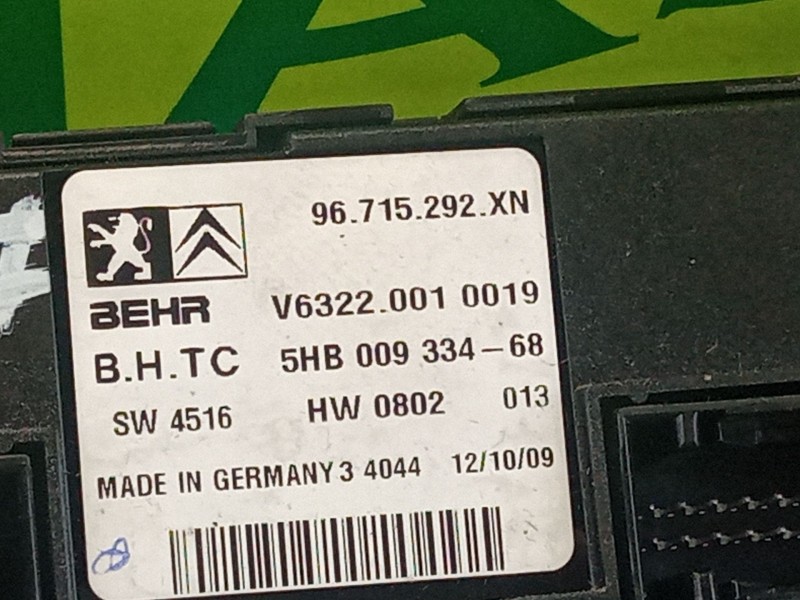 96.715.292.XN
BEHR V6322.001 0019
B.H.TC 5HB 009 334-68
SW 4516 HW 0802 013
MADE IN GERMANY 3 4044 12/10/09